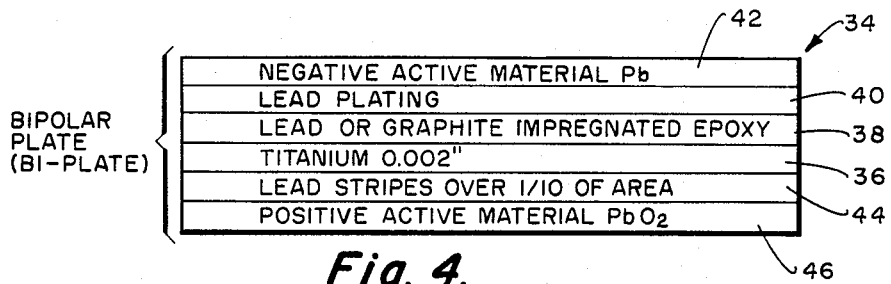 42
34
NEGATIVE ACTIVE MATERIAL Pb
LEAD PLATING
40
BIPOLAR
PLATE
(BI-PLATE)
LEAD OR GRAPHITE IMPREGNATED EPOXY
38
TITANIUM 0.002"
36
LEAD STRIPES OVER 1/10 OF AREA
44
POSITIVE ACTIVE MATERIAL PbO₂
46
Fig. 4.